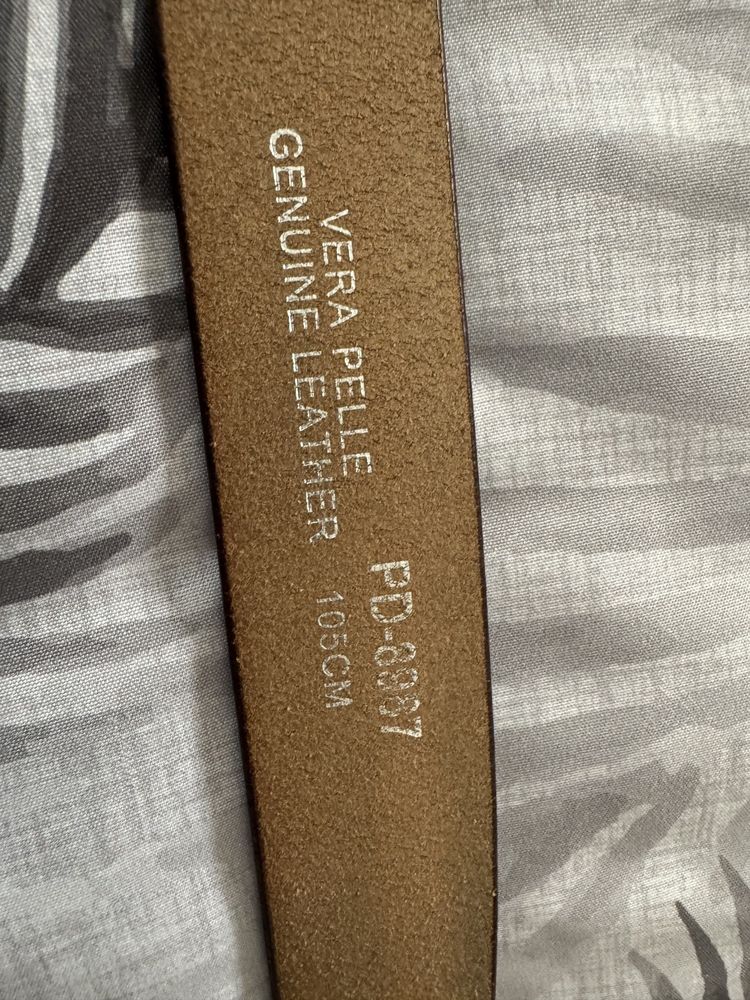 VERA PELLE PD-8987
GENUINE LEATHER 105CM